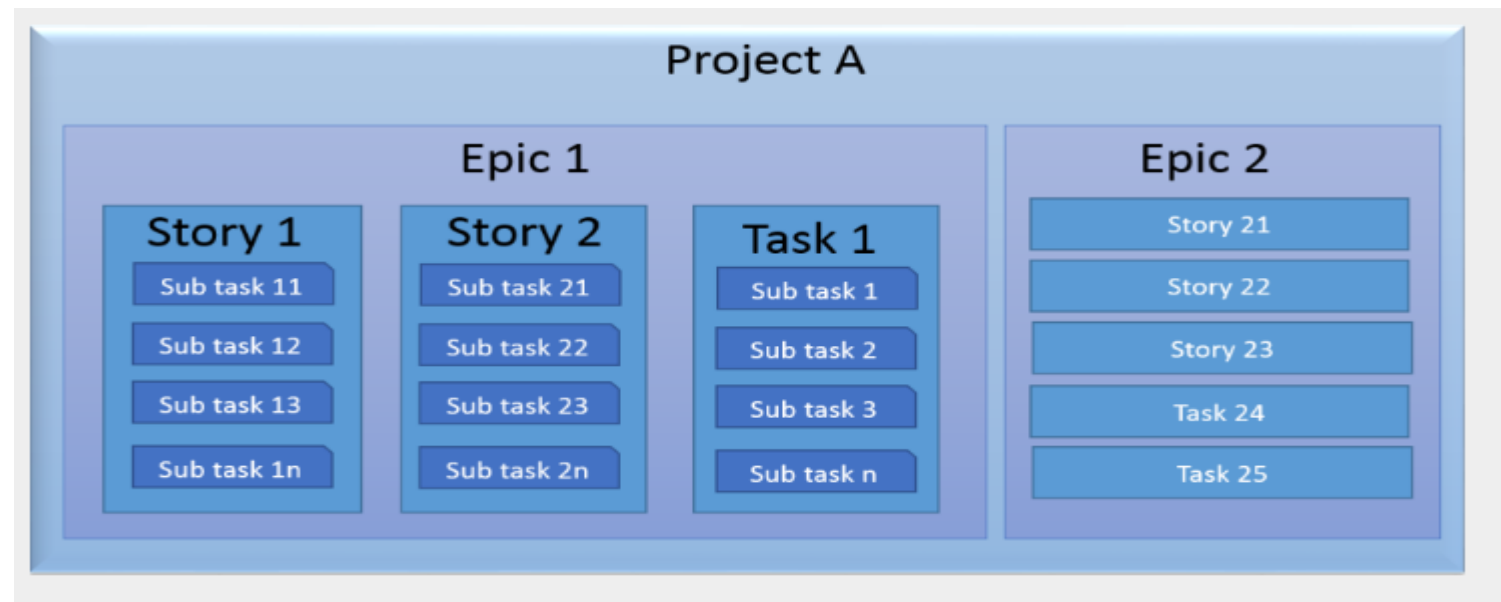 Project A
Epic 1
Story 1
Sub task 11
Sub task 12
Sub task 13
Sub task 1n
Story 2
Sub task 21
Sub task 22
Sub task 23
Sub task 2n
Task 1
Sub task 1
Sub task 2
Sub task 3
Sub task n
Epic 2
Story 21
Story 22
Story 23
Task 24
Task 25